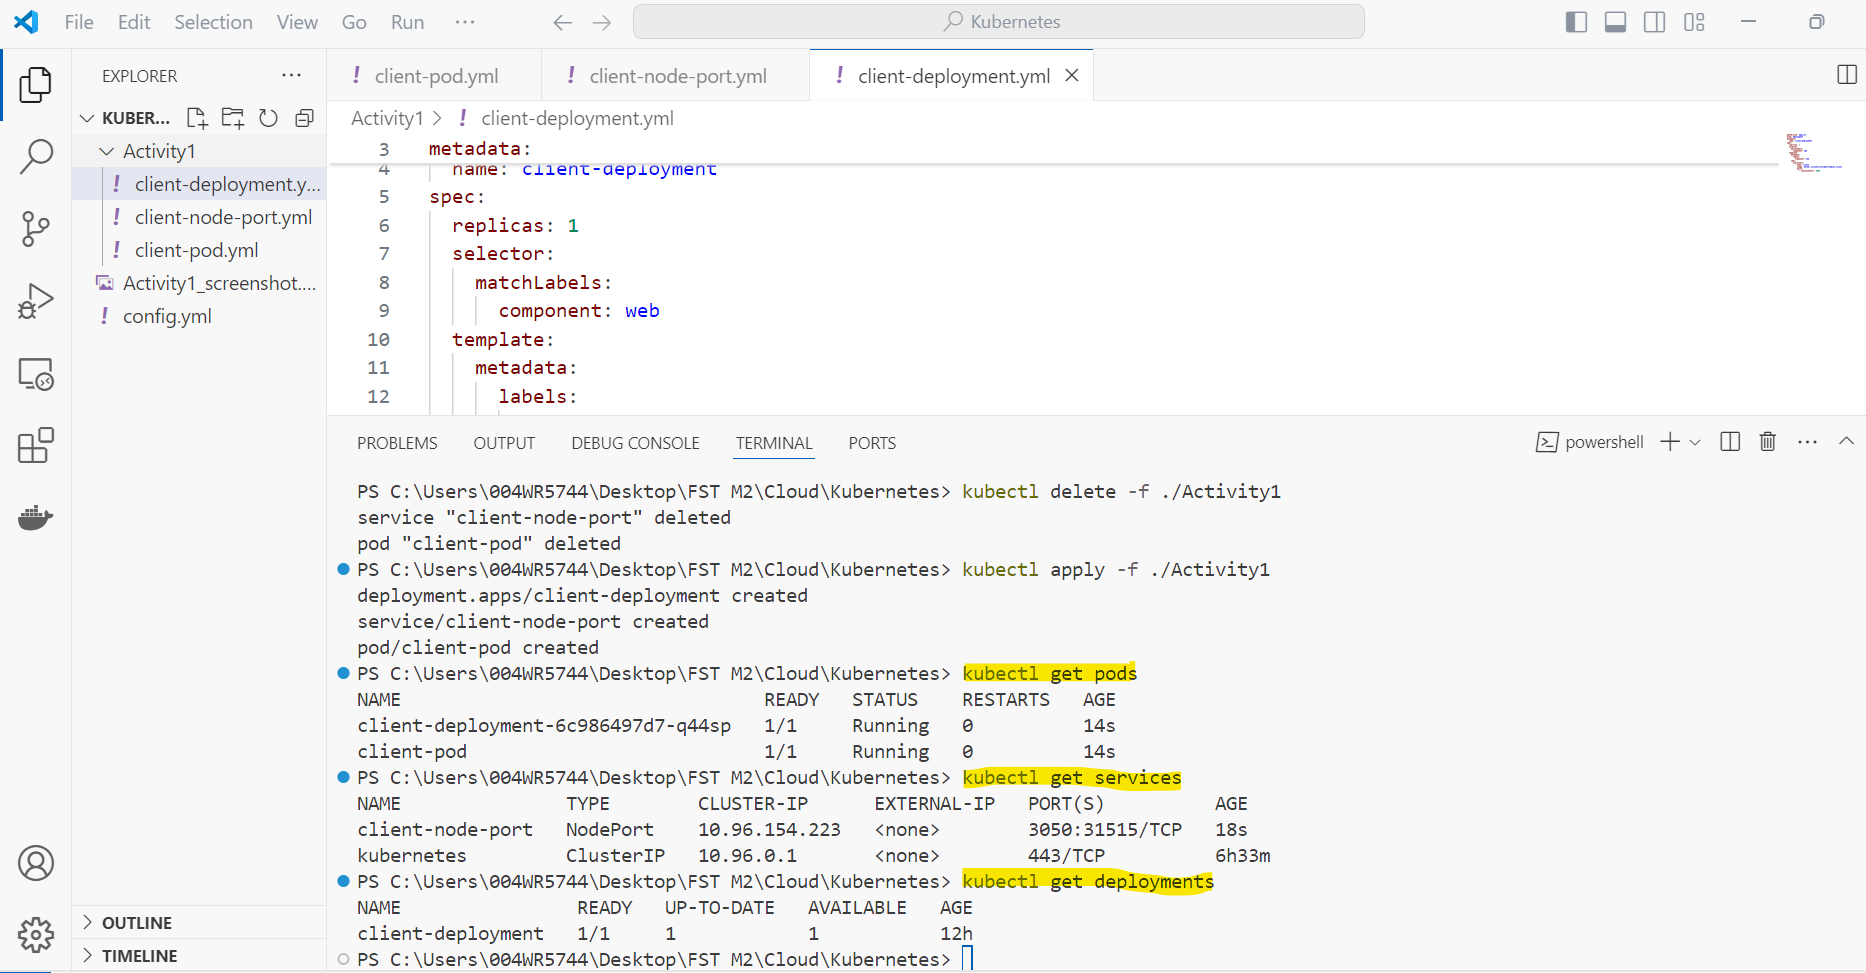 File Edit Selection View Go Run ··· Kubernetes
EXPLORER ···
KUBER...
Activity1
client-deployment.y...
client-node-port.yml
client-pod.yml
Activity1_screenshot....
config.yml
OUTLINE
TIMELINE
! client-pod.yml ! client-node-port.yml ! client-deployment.yml
Activity1 > ! client-deployment.yml
3 metadata:
4 name: client-deployment
5 spec:
6 replicas: 1
7 selector:
8 matchLabels:
9 component: web
10 template:
11 metadata:
12 labels:
PROBLEMS OUTPUT DEBUG CONSOLE TERMINAL PORTS powershell
PS C:\Users\004WR5744\Desktop\FST M2\Cloud\Kubernetes> kubectl delete -f ./Activity1
service "client-node-port" deleted
pod "client-pod" deleted
PS C:\Users\004WR5744\Desktop\FST M2\Cloud\Kubernetes> kubectl apply -f ./Activity1
deployment.apps/client-deployment created
service/client-node-port created
pod/client-pod created
PS C:\Users\004WR5744\Desktop\FST M2\Cloud\Kubernetes> kubectl get pods
NAME READY STATUS RESTARTS AGE
client-deployment-6c986497d7-q44sp 1/1 Running 0 14s
client-pod 1/1 Running 0 14s
PS C:\Users\004WR5744\Desktop\FST M2\Cloud\Kubernetes> kubectl get services
NAME TYPE CLUSTER-IP EXTERNAL-IP PORT(S) AGE
client-node-port NodePort 10.96.154.223 <none> 3050:31515/TCP 18s
kubernetes ClusterIP 10.96.0.1 <none> 443/TCP 6h33m
PS C:\Users\004WR5744\Desktop\FST M2\Cloud\Kubernetes> kubectl get deployments
NAME READY UP-TO-DATE AVAILABLE AGE
client-deployment 1/1 1 1 12h
PS C:\Users\004WR5744\Desktop\FST M2\Cloud\Kubernetes>